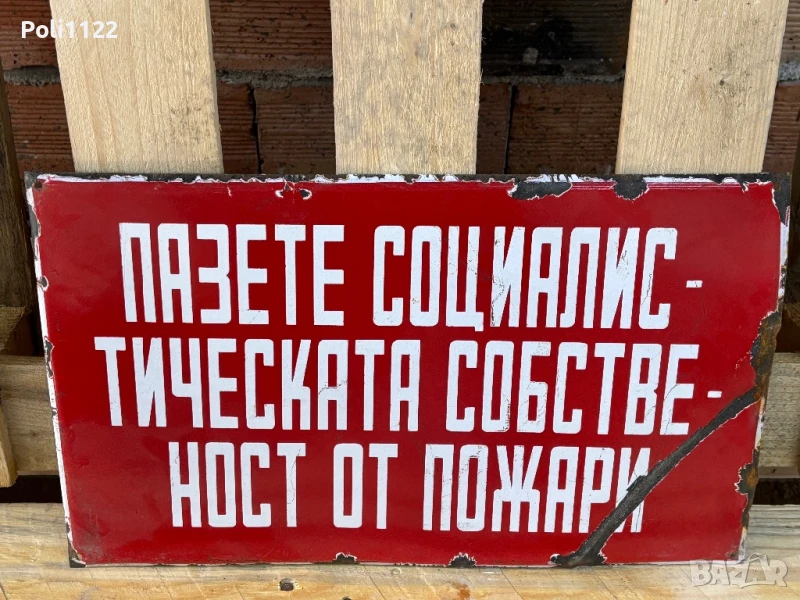 Poli1122
ПАЗЕТЕ СОЦИАЛИС-
ТИЧЕСКАТА СОБСТВЕ-
НОСТ ОТ ПОЖАРИ
BAZAR